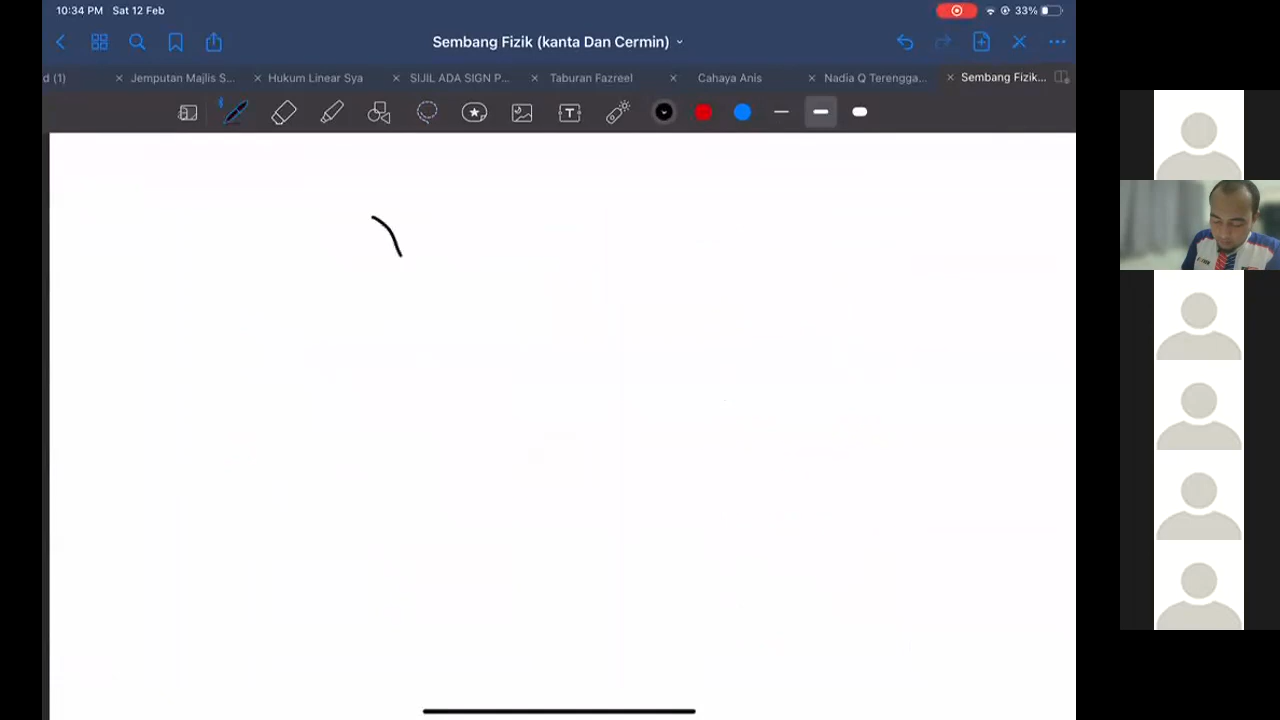 10:34 PM Sat 12 Feb
33%
Sembang Fizik (kanta Dan Cermin)
d (1)
Jemputan Majlis S...
Hukum Linear Sya
SIJIL ADA SIGN P...
Taburan Fazreel
Cahaya Anis
Nadia Q Terengga...
Sembang Fizik...
T